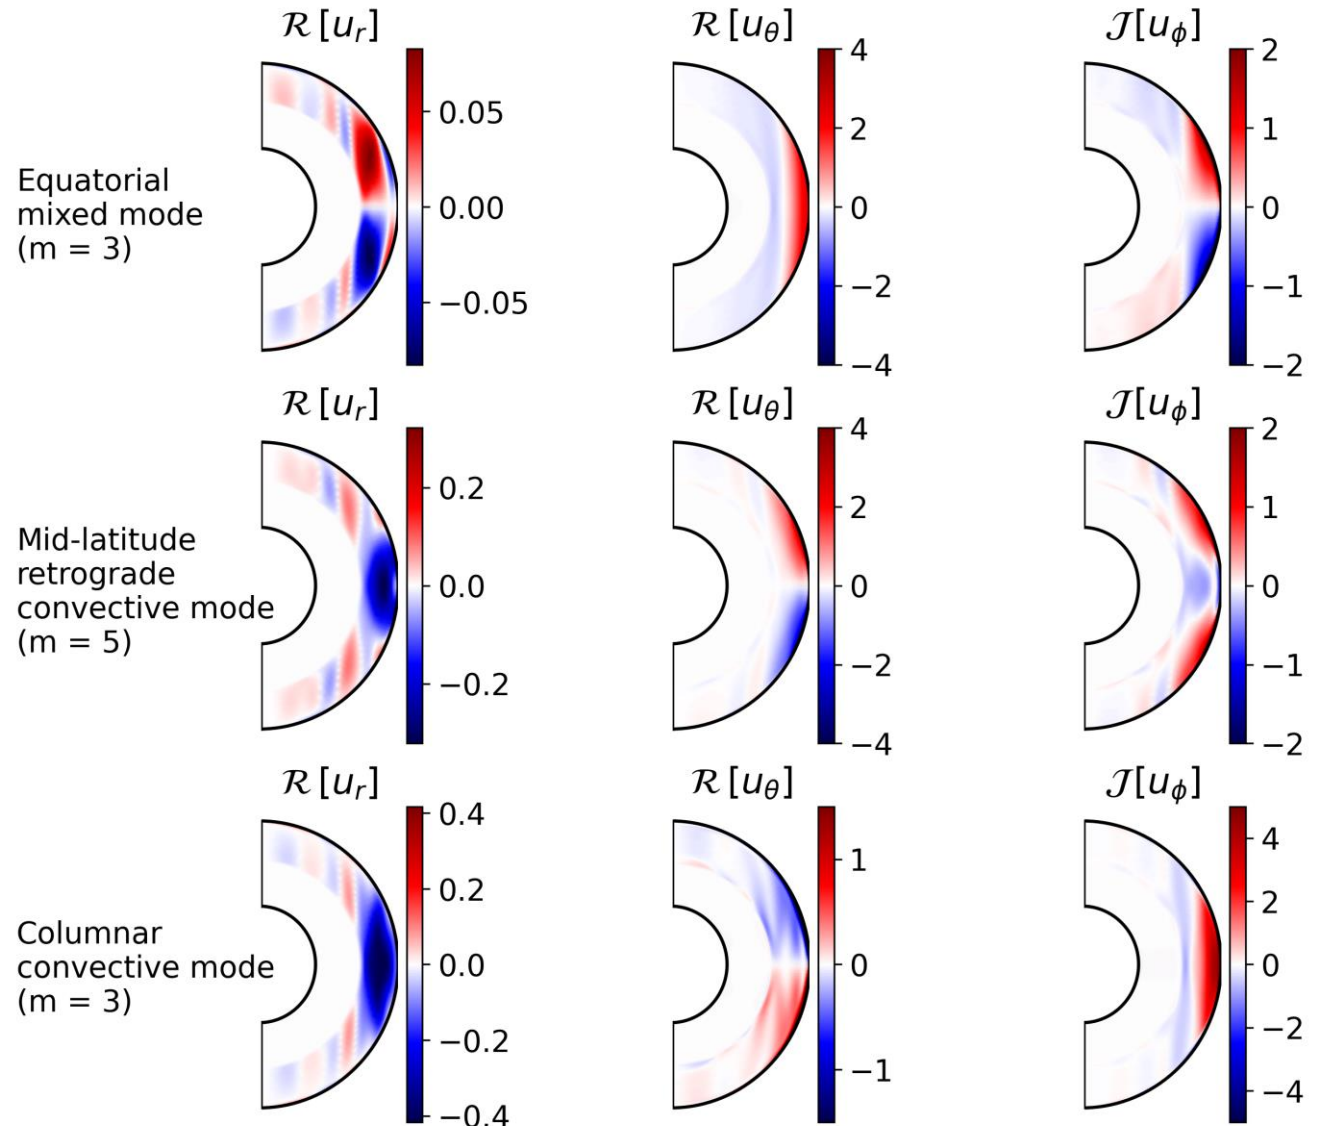 ℛ [u_r]
ℛ [u_θ]
𝒥[u_ϕ]
Equatorial
mixed mode
(m = 3)
0.05
0.00
−0.05
4
2
0
−2
−4
2
1
0
−1
−2
ℛ [u_r]
ℛ [u_θ]
𝒥[u_ϕ]
Mid-latitude
retrograde
convective mode
(m = 5)
0.2
0.0
−0.2
4
2
0
−2
−4
2
1
0
−1
−2
ℛ [u_r]
ℛ [u_θ]
𝒥[u_ϕ]
Columnar
convective mode
(m = 3)
0.4
0.2
0.0
−0.2
−0.4
1
0
−1
4
2
0
−2
−4